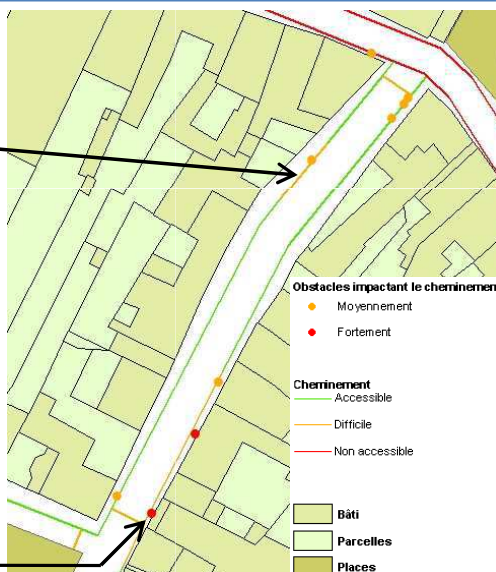 Obstacles impactant le cheminemen
Moyennement
Fortement
Cheminement
Accessible
Difficile
Non accessible
Bâti
Parcelles
Places